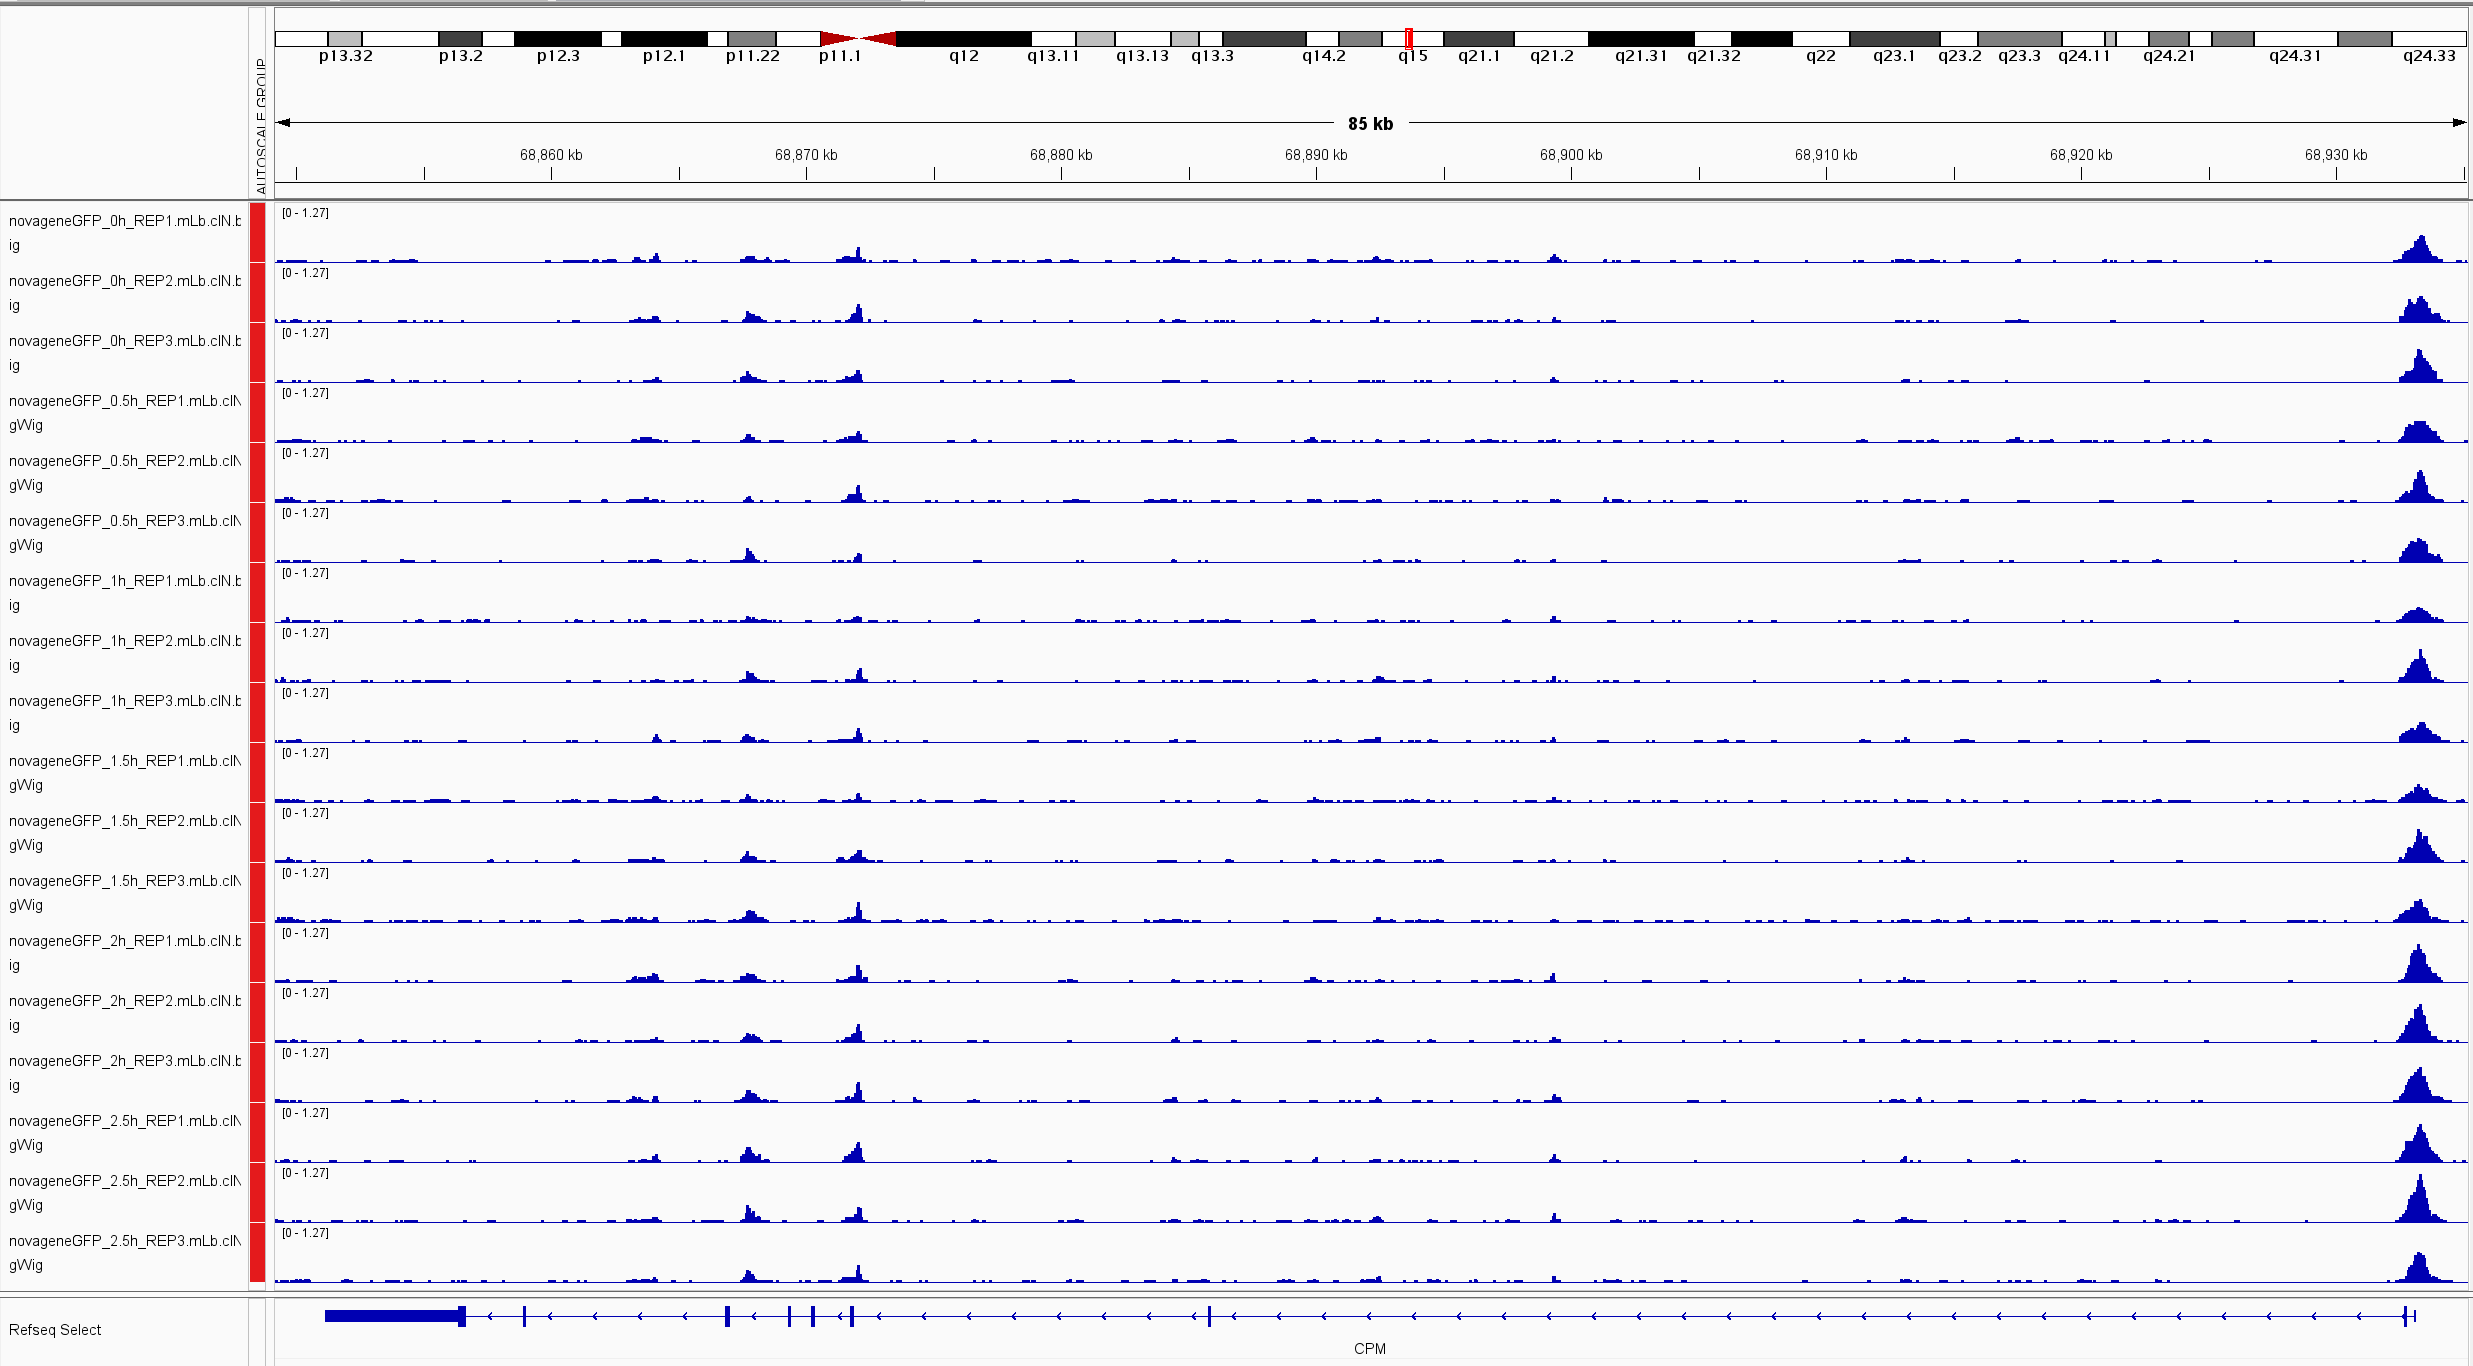 p13.32 p13.2 p12.3 p12.1 p11.22 p11.1 q12 q13.11 q13.13 q13.3 q14.2 q15 q21.1 q21.2 q21.31 q21.32 q22 q23.1 q23.2 q23.3 q24.11 q24.21 q24.31 q24.33
AUTOSCALE GROUP
85 kb
68,860 kb 68,870 kb 68,880 kb 68,890 kb 68,900 kb 68,910 kb 68,920 kb 68,930 kb
novageneGFP_0h_REP1.mLb.clN.b [0 - 1.27]
ig
novageneGFP_0h_REP2.mLb.clN.b [0 - 1.27]
ig
novageneGFP_0h_REP3.mLb.clN.b [0 - 1.27]
ig
novageneGFP_0.5h_REP1.mLb.clN [0 - 1.27]
gWig
novageneGFP_0.5h_REP2.mLb.clN [0 - 1.27]
gWig
novageneGFP_0.5h_REP3.mLb.clN [0 - 1.27]
gWig
novageneGFP_1h_REP1.mLb.clN.b [0 - 1.27]
ig
novageneGFP_1h_REP2.mLb.clN.b [0 - 1.27]
ig
novageneGFP_1h_REP3.mLb.clN.b [0 - 1.27]
ig
novageneGFP_1.5h_REP1.mLb.clN [0 - 1.27]
gWig
novageneGFP_1.5h_REP2.mLb.clN [0 - 1.27]
gWig
novageneGFP_1.5h_REP3.mLb.clN [0 - 1.27]
gWig
novageneGFP_2h_REP1.mLb.clN.b [0 - 1.27]
ig
novageneGFP_2h_REP2.mLb.clN.b [0 - 1.27]
ig
novageneGFP_2h_REP3.mLb.clN.b [0 - 1.27]
ig
novageneGFP_2.5h_REP1.mLb.clN [0 - 1.27]
gWig
novageneGFP_2.5h_REP2.mLb.clN [0 - 1.27]
gWig
novageneGFP_2.5h_REP3.mLb.clN [0 - 1.27]
gWig
Refseq Select
CPM